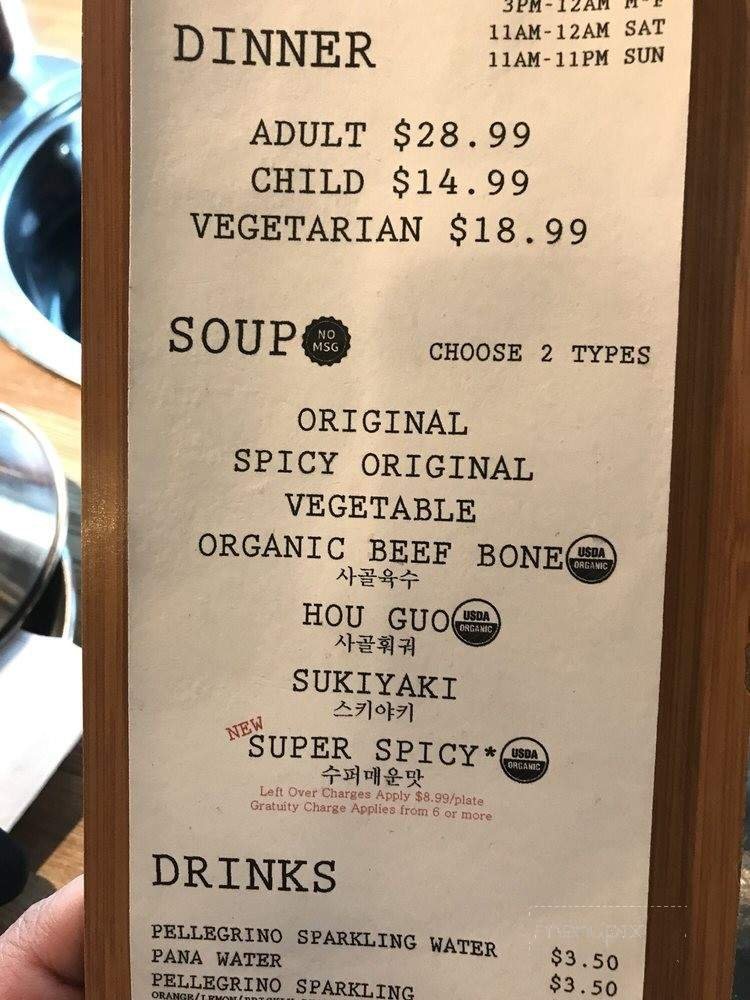 3PM-12AM M-F
DINNER
11AM-12AM SAT
11AM-11PM SUN
ADULT $28.99
CHILD $14.99
VEGETARIAN $18.99
SOUP
NO
MSG
CHOOSE 2 TYPES
ORIGINAL
SPICY ORIGINAL
VEGETABLE
ORGANIC BEEF BONE
USDA
ORGANIC
사골육수
HOU GUO
USDA
ORGANIC
사골훠궈
SUKIYAKI
스키야키
NEW
SUPER SPICY*
USDA
ORGANIC
수퍼매운맛
Left Over Charges Apply $8.99/plate
Gratuity Charge Applies from 6 or more
DRINKS
PELLEGRINO SPARKLING WATER $3.50
PANA WATER $3.50
PELLEGRINO SPARKLING
menupix